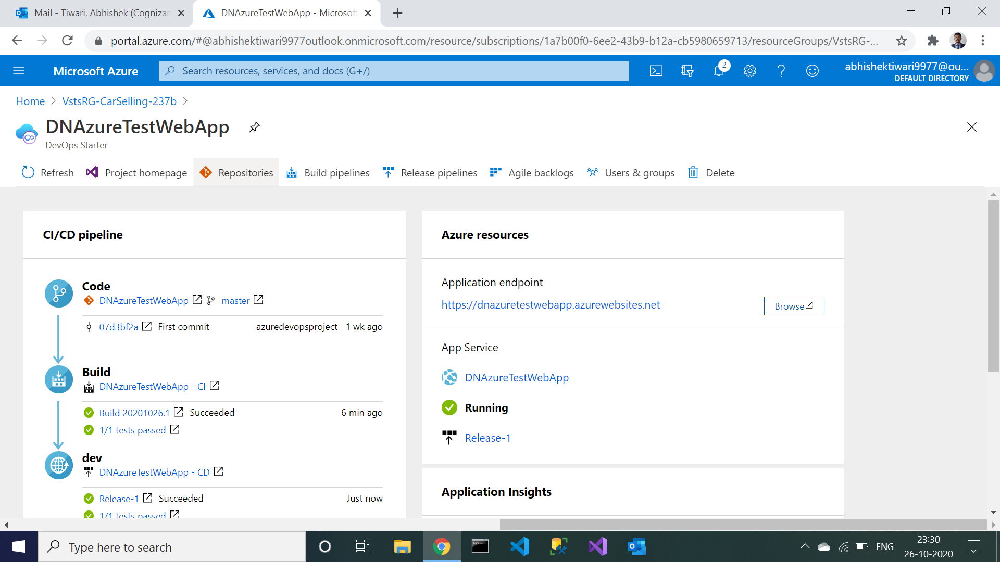 Mail - Tiwari, Abhishek (Cognizan
DNAzureTestWebApp - Microsoft
portal.azure.com/#@abhishektiwari9977outlook.onmicrosoft.com/resource/subscriptions/1a7b00f0-6ee2-43b9-b12a-cb5980659713/resourceGroups/VstsRG-...
Microsoft Azure
Search resources, services, and docs (G+/)
2
abhishektiwari9977@ou...
DEFAULT DIRECTORY
Home
VstsRG-CarSelling-237b
DNAzureTestWebApp
DevOps Starter
Refresh
Project homepage
Repositories
Build pipelines
Release pipelines
Agile backlogs
Users & groups
Delete
CI/CD pipeline
Code
DNAzureTestWebApp master
07d3bf2a First commit azuredevopsproject 1 wk ago
Build
DNAzureTestWebApp - CI
Build 20201026.1 Succeeded 6 min ago
1/1 tests passed
dev
DNAzureTestWebApp - CD
Release-1 Succeeded Just now
1/1 tests passed
Azure resources
Application endpoint
https://dnazuretestwebapp.azurewebsites.net
Browse
App Service
DNAzureTestWebApp
Running
Release-1
Application Insights
Type here to search
ENG
23:30
26-10-2020